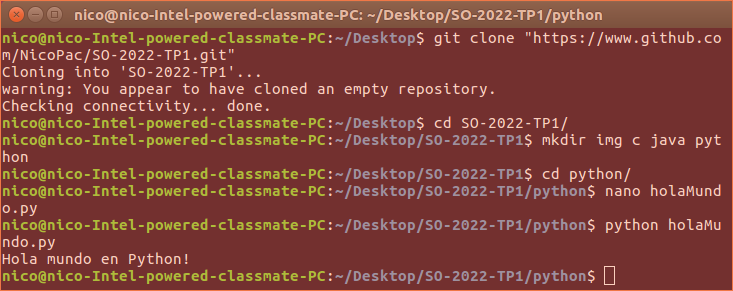 nico@nico-Intel-powered-classmate-PC: ~/Desktop/SO-2022-TP1/python
nico@nico-Intel-powered-classmate-PC:~/Desktop$ git clone "https://www.github.co
m/NicoPac/SO-2022-TP1.git"
Cloning into 'SO-2022-TP1'...
warning: You appear to have cloned an empty repository.
Checking connectivity... done.
nico@nico-Intel-powered-classmate-PC:~/Desktop$ cd SO-2022-TP1/
nico@nico-Intel-powered-classmate-PC:~/Desktop/SO-2022-TP1$ mkdir img c java pyt
hon
nico@nico-Intel-powered-classmate-PC:~/Desktop/SO-2022-TP1$ cd python/
nico@nico-Intel-powered-classmate-PC:~/Desktop/SO-2022-TP1/python$ nano holaMund
o.py
nico@nico-Intel-powered-classmate-PC:~/Desktop/SO-2022-TP1/python$ python holaMu
ndo.py
Hola mundo en Python!
nico@nico-Intel-powered-classmate-PC:~/Desktop/SO-2022-TP1/python$